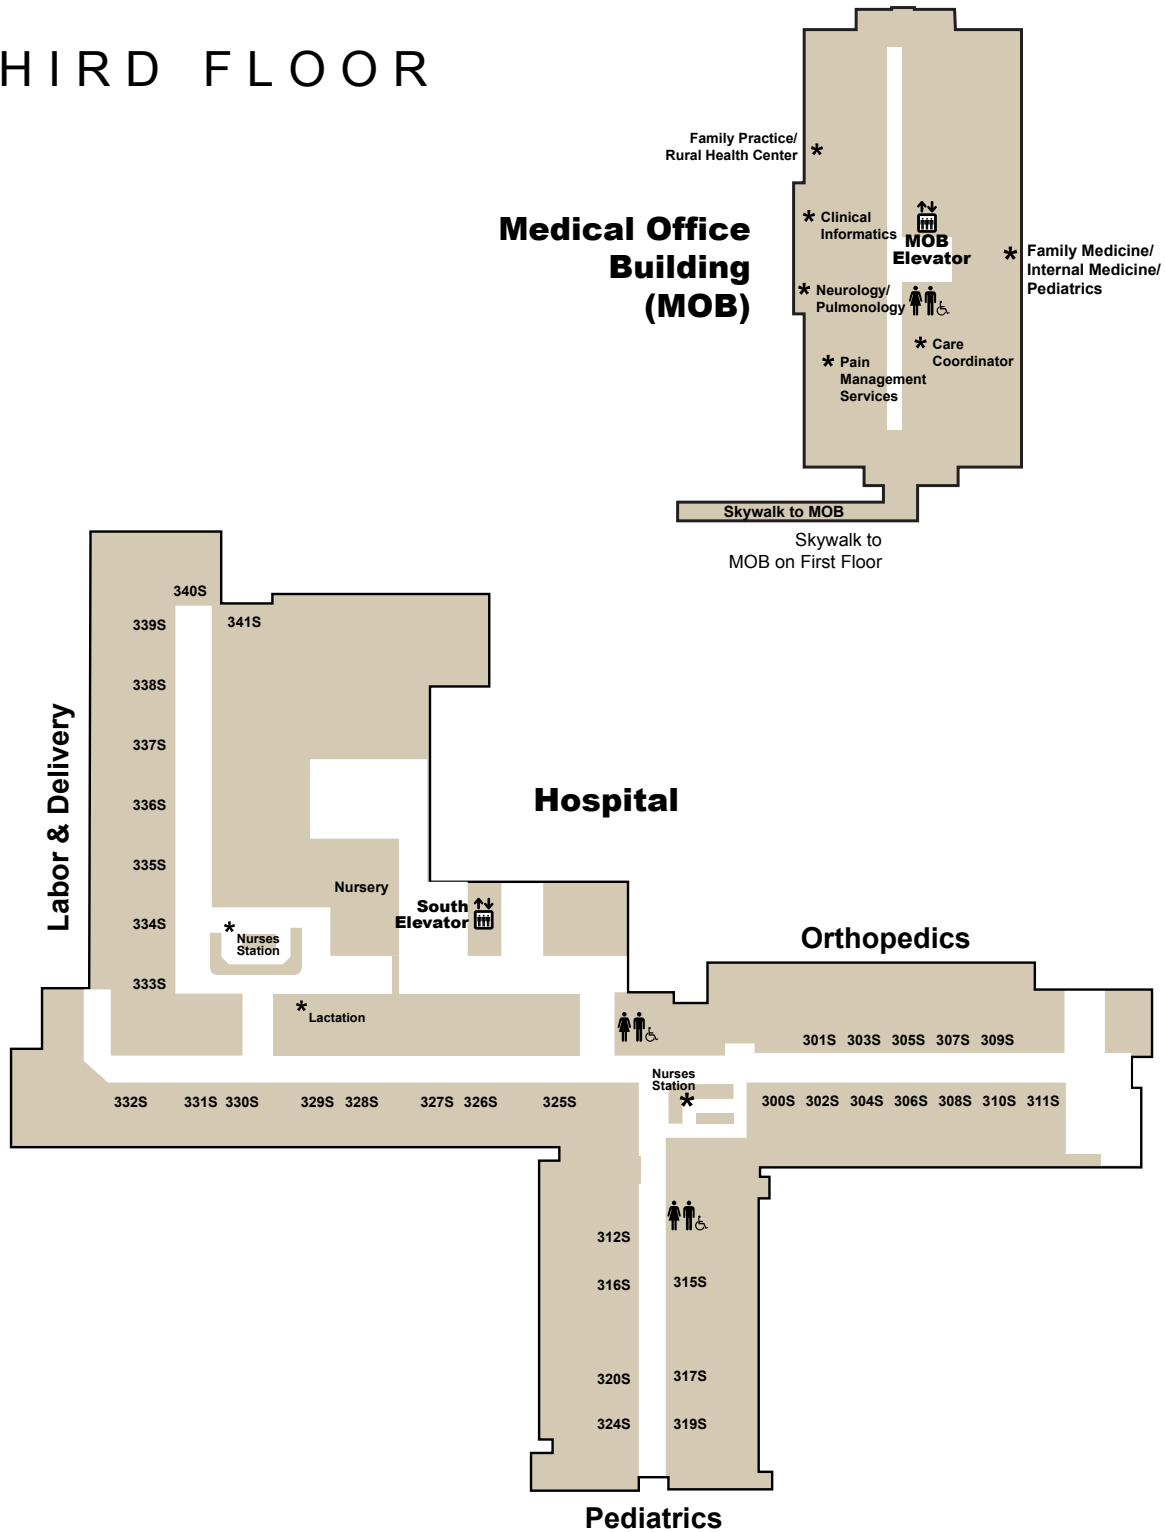 HIRD FLOOR
Family Practice/
Rural Health Center
Medical Office
Building
(MOB)
Clinical
Informatics
MOB
Elevator
Family Medicine/
Internal Medicine/
Pediatrics
Neurology/
Pulmonology
Care
Coordinator
Pain
Management
Services
Skywalk to MOB
Skywalk to
MOB on First Floor
340S
339S
341S
338S
337S
336S
335S
334S
333S
Labor & Delivery
Hospital
Nursery
South
Elevator
Nurses
Station
Lactation
Orthopedics
301S 303S 305S 307S 309S
Nurses
Station
332S 331S 330S 329S 328S 327S 326S 325S
300S 302S 304S 306S 308S 310S 311S
312S
316S 315S
320S 317S
324S 319S
Pediatrics